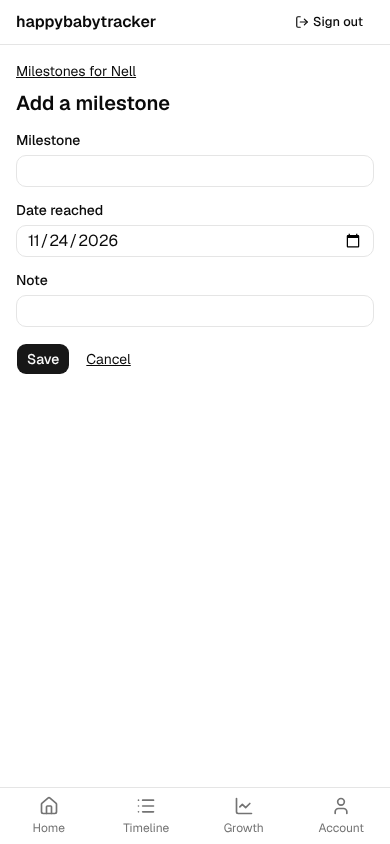 happybabytracker
Sign out
Milestones for Nell
Add a milestone
Milestone
Date reached
11/24/2026
Note
Save Cancel
Home Timeline Growth Account